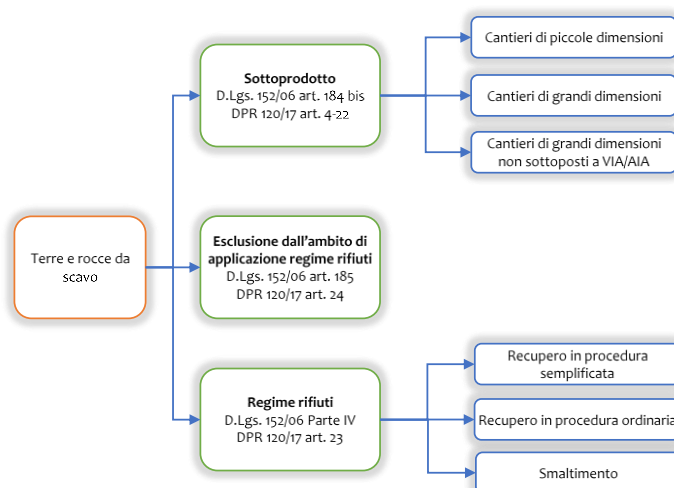 Terre e rocce da
scavo
Sottoprodotto
D.Lgs. 152/06 art. 184 bis
DPR 120/17 art. 4-22
Cantieri di piccole dimensioni
Cantieri di grandi dimensioni
Cantieri di grandi dimensioni
non sottoposti a VIA/AIA
Esclusione dall'ambito di
applicazione regime rifiuti
D.Lgs. 152/06 art. 185
DPR 120/17 art. 24
Regime rifiuti
D.Lgs. 152/06 Parte IV
DPR 120/17 art. 23
Recupero in procedura
semplificata
Recupero in procedura ordinaria
Smaltimento